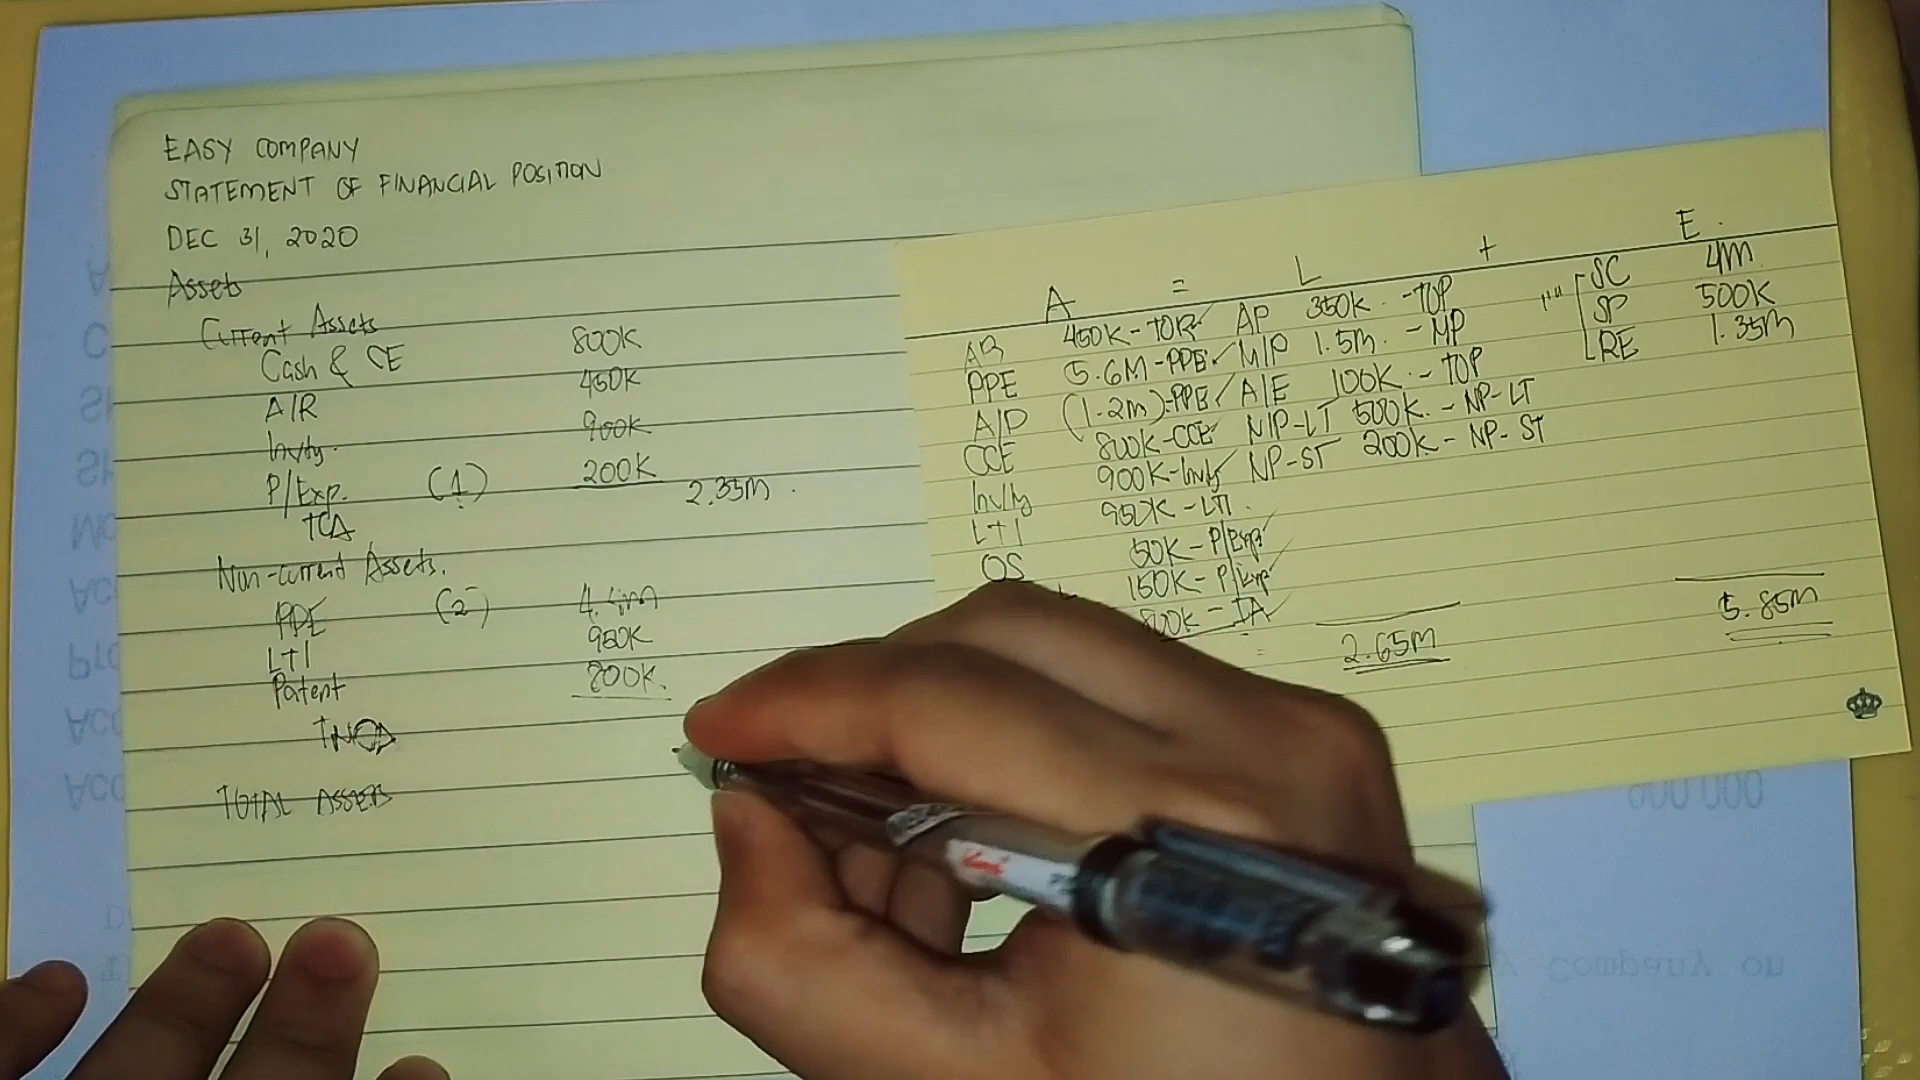 EASY COMPANY
STATEMENT OF FINANCIAL POSITION
DEC 31, 2020
Assets
Current Assets
Cash & CE 800K
A/R 450K
Invty. 900K
P/Exp. (1) 200K
TCA 2.35m.
Non-current Assets.
PPE (2) 4.4m
LTI 950K
Patent 800K.
TNCA
TOTAL ASSETS
A = L + E.
AR 450K-TOR✓ AP 350K.-TOP "" SC 4m
PPE 5.6M-PPE✓ M/P 1.5m.-MP SP 500K
A/D (1.2m)-PPE✓ A/E 100K.-TOP RE 1.35m
CCE 800K-CCE✓ N/P-LT 500K.-NP-LT
Invty 900K-Invty✓ NP-ST 200K-NP-ST
LTI 950K-LTI.
OS 50K-P/Exp✓
150K-P/Exp✓
800K-IA✓
= 2.65m 5.85m